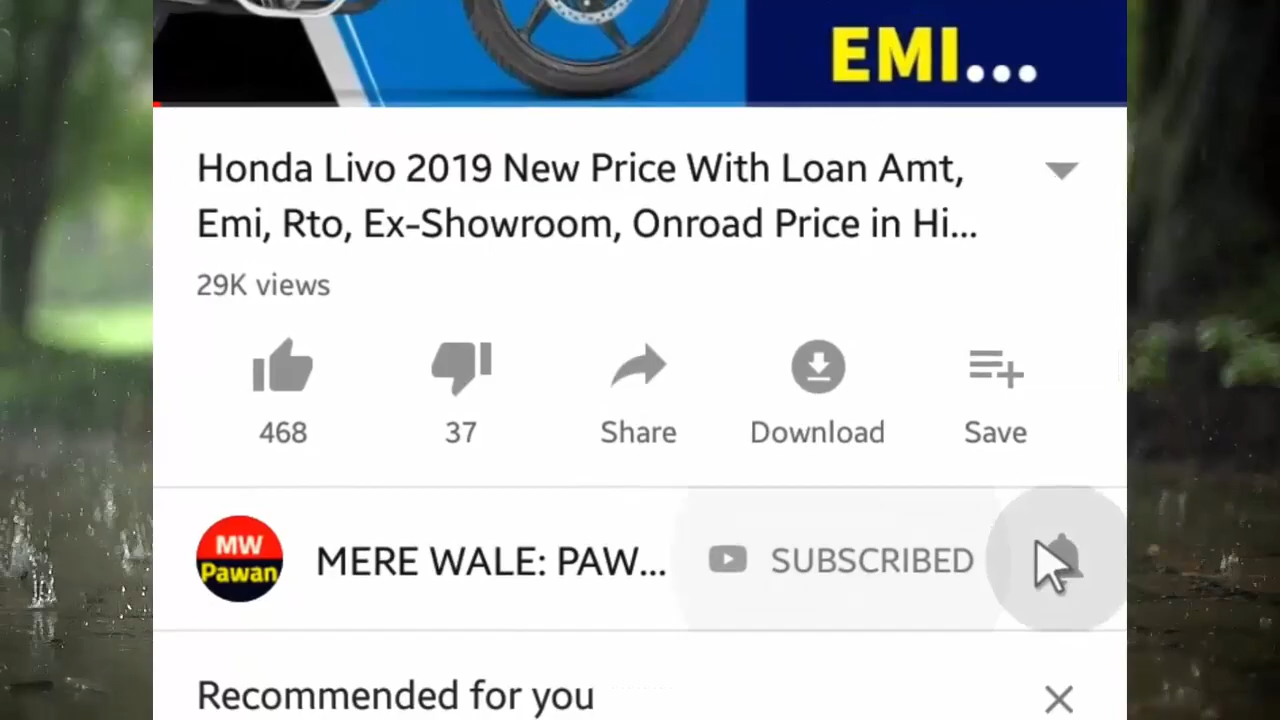 EMI...
Honda Livo 2019 New Price With Loan Amt,
Emi, Rto, Ex-Showroom, Onroad Price in Hi...
29K views
468 37 Share Download Save
MW
Pawan
MERE WALE: PAW... SUBSCRIBED
Recommended for you